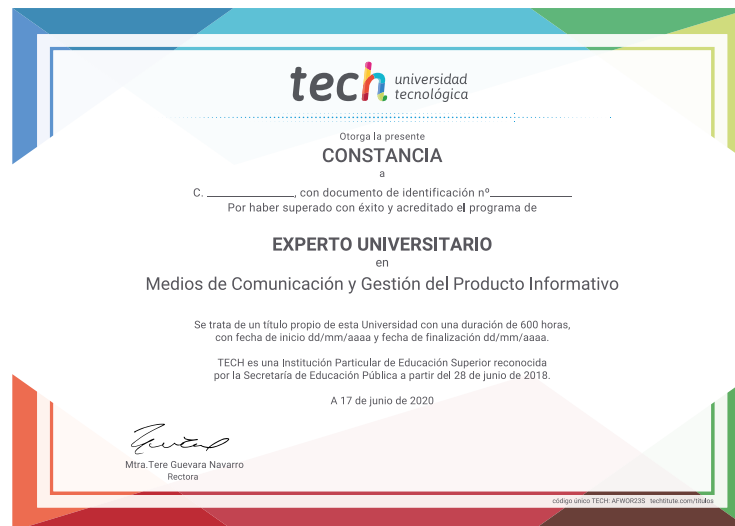 tech universidad
tecnológica
Otorga la presente
CONSTANCIA
a
C. ______________, con documento de identificación nº______________
Por haber superado con éxito y acreditado el programa de
EXPERTO UNIVERSITARIO
en
Medios de Comunicación y Gestión del Producto Informativo
Se trata de un título propio de esta Universidad con una duración de 600 horas,
con fecha de inicio dd/mm/aaaa y fecha de finalización dd/mm/aaaa.
TECH es una Institución Particular de Educación Superior reconocida
por la Secretaría de Educación Pública a partir del 28 de junio de 2018.
A 17 de junio de 2020
Mtra.Tere Guevara Navarro
Rectora
código único TECH: AFWOR23S techtitute.com/títulos